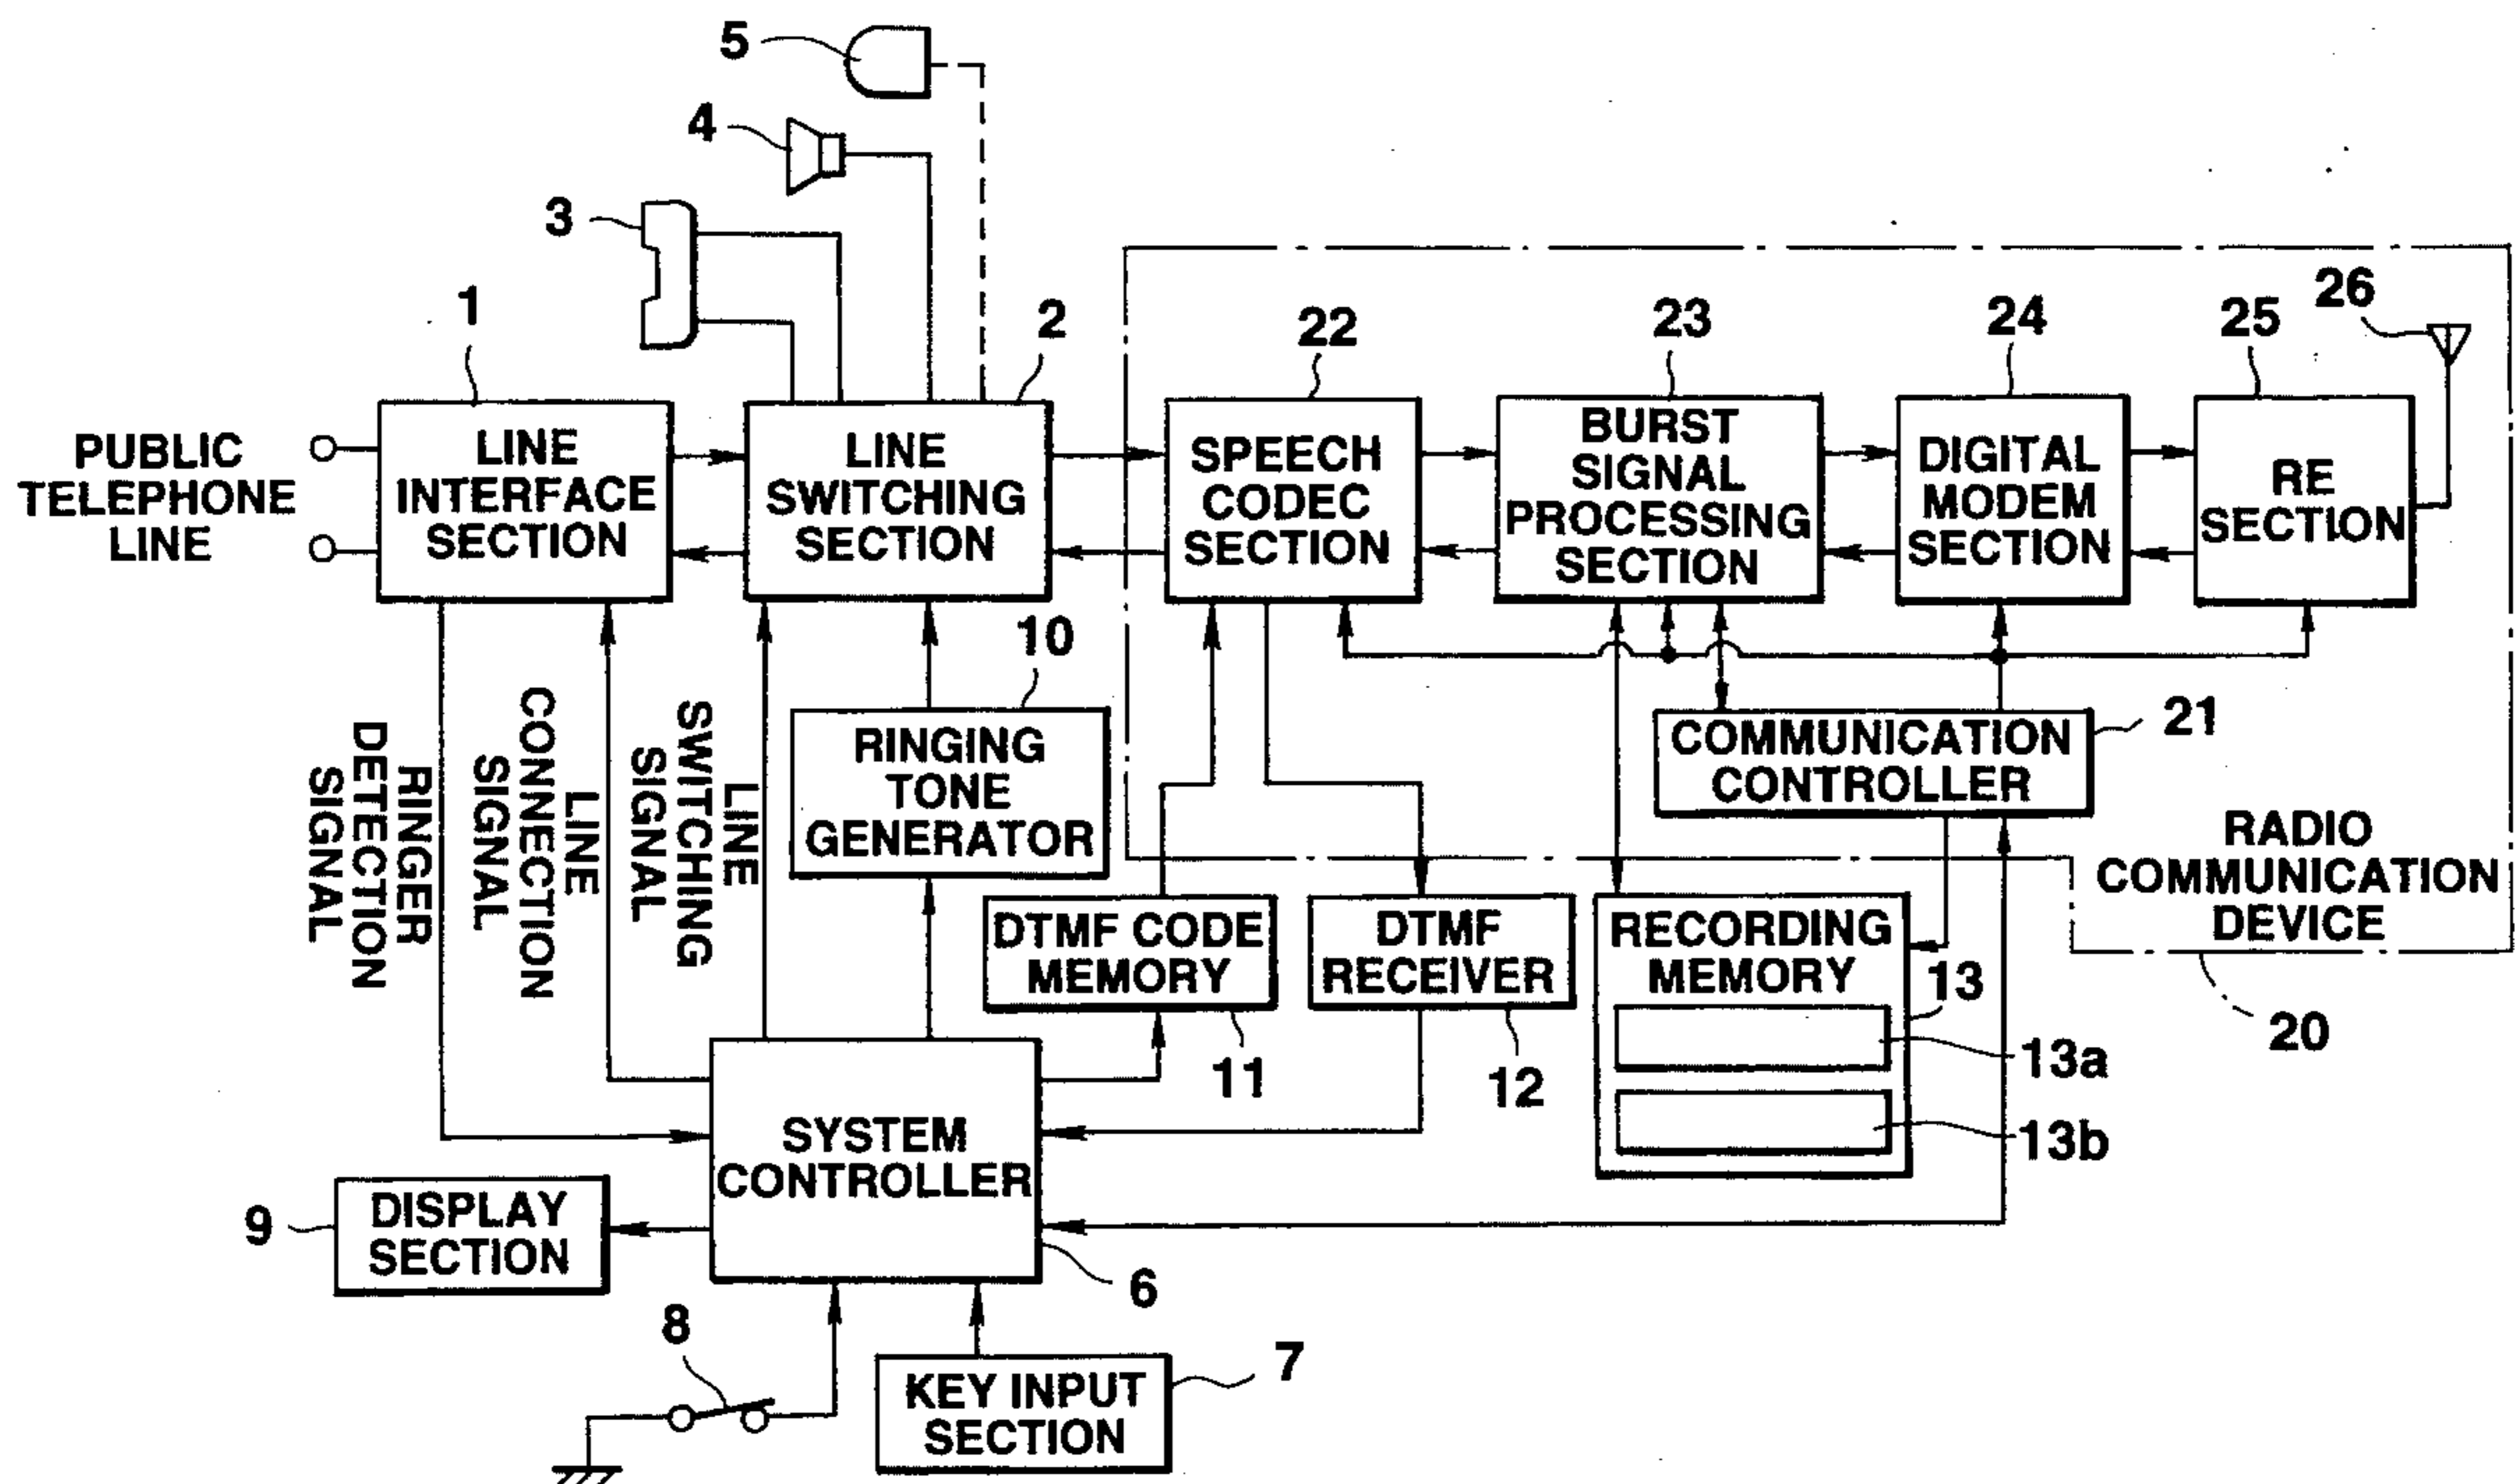 5
4
3
1
2
22
23
24
25
26
PUBLIC
TELEPHONE
LINE
LINE
INTERFACE
SECTION
LINE
SWITCHING
SECTION
SPEECH
CODEC
SECTION
BURST
SIGNAL
PROCESSING
SECTION
DIGITAL
MODEM
SECTION
RE
SECTION
10
21
RINGER
DETECTION
SIGNAL
LINE
CONNECTION
SIGNAL
LINE
SWITCHING
SIGNAL
RINGING
TONE
GENERATOR
COMMUNICATION
CONTROLLER
RADIO
COMMUNICATION
DEVICE
DTMF CODE
MEMORY
DTMF
RECEIVER
RECORDING
MEMORY
13
20
11
12
13a
13b
SYSTEM
CONTROLLER
9
DISPLAY
SECTION
6
8
7
KEY INPUT
SECTION